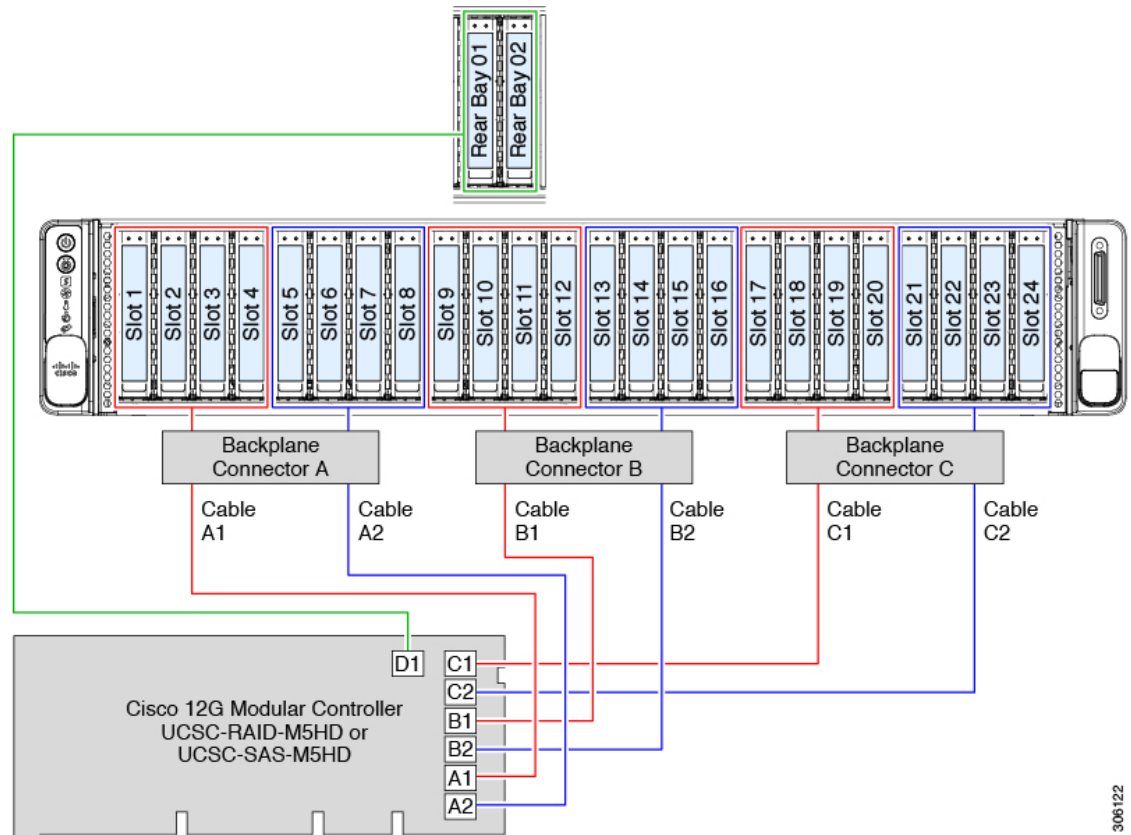 Rear Bay 01
Rear Bay 02
Slot 1
Slot 2
Slot 3
Slot 4
Slot 5
Slot 6
Slot 7
Slot 8
Slot 9
Slot 10
Slot 11
Slot 12
Slot 13
Slot 14
Slot 15
Slot 16
Slot 17
Slot 18
Slot 19
Slot 20
Slot 21
Slot 22
Slot 23
Slot 24
CISCO
Backplane
Connector A
Backplane
Connector B
Backplane
Connector C
Cable
A1
Cable
A2
Cable
B1
Cable
B2
Cable
C1
Cable
C2
D1
C1
C2
B1
B2
A1
A2
Cisco 12G Modular Controller
UCSC-RAID-M5HD or
UCSC-SAS-M5HD
306122